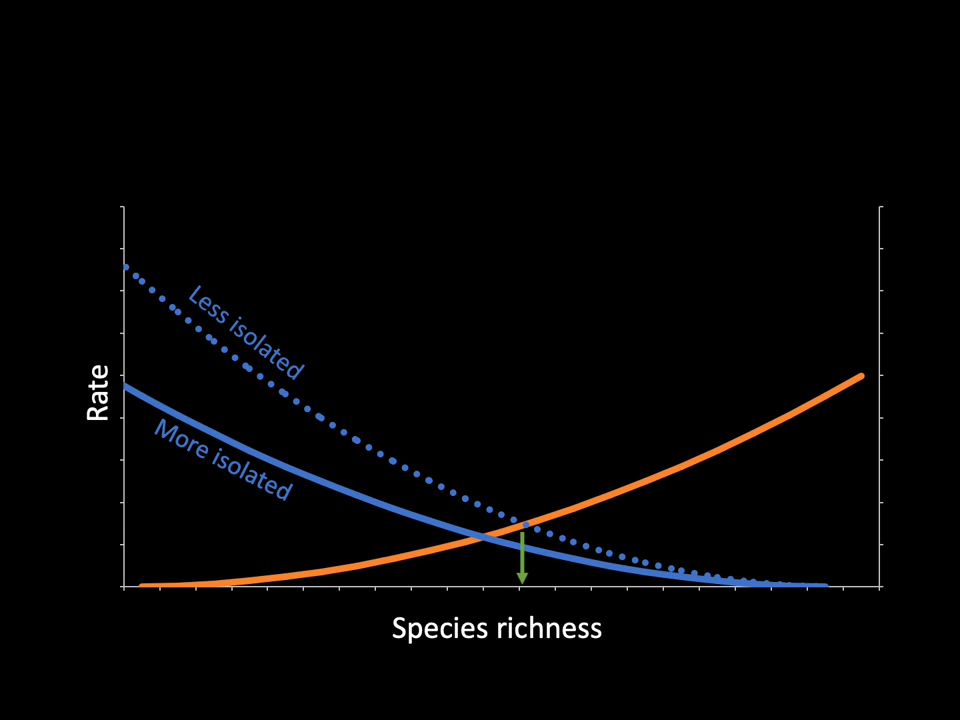 Less isolated
More isolated
Rate
Species richness